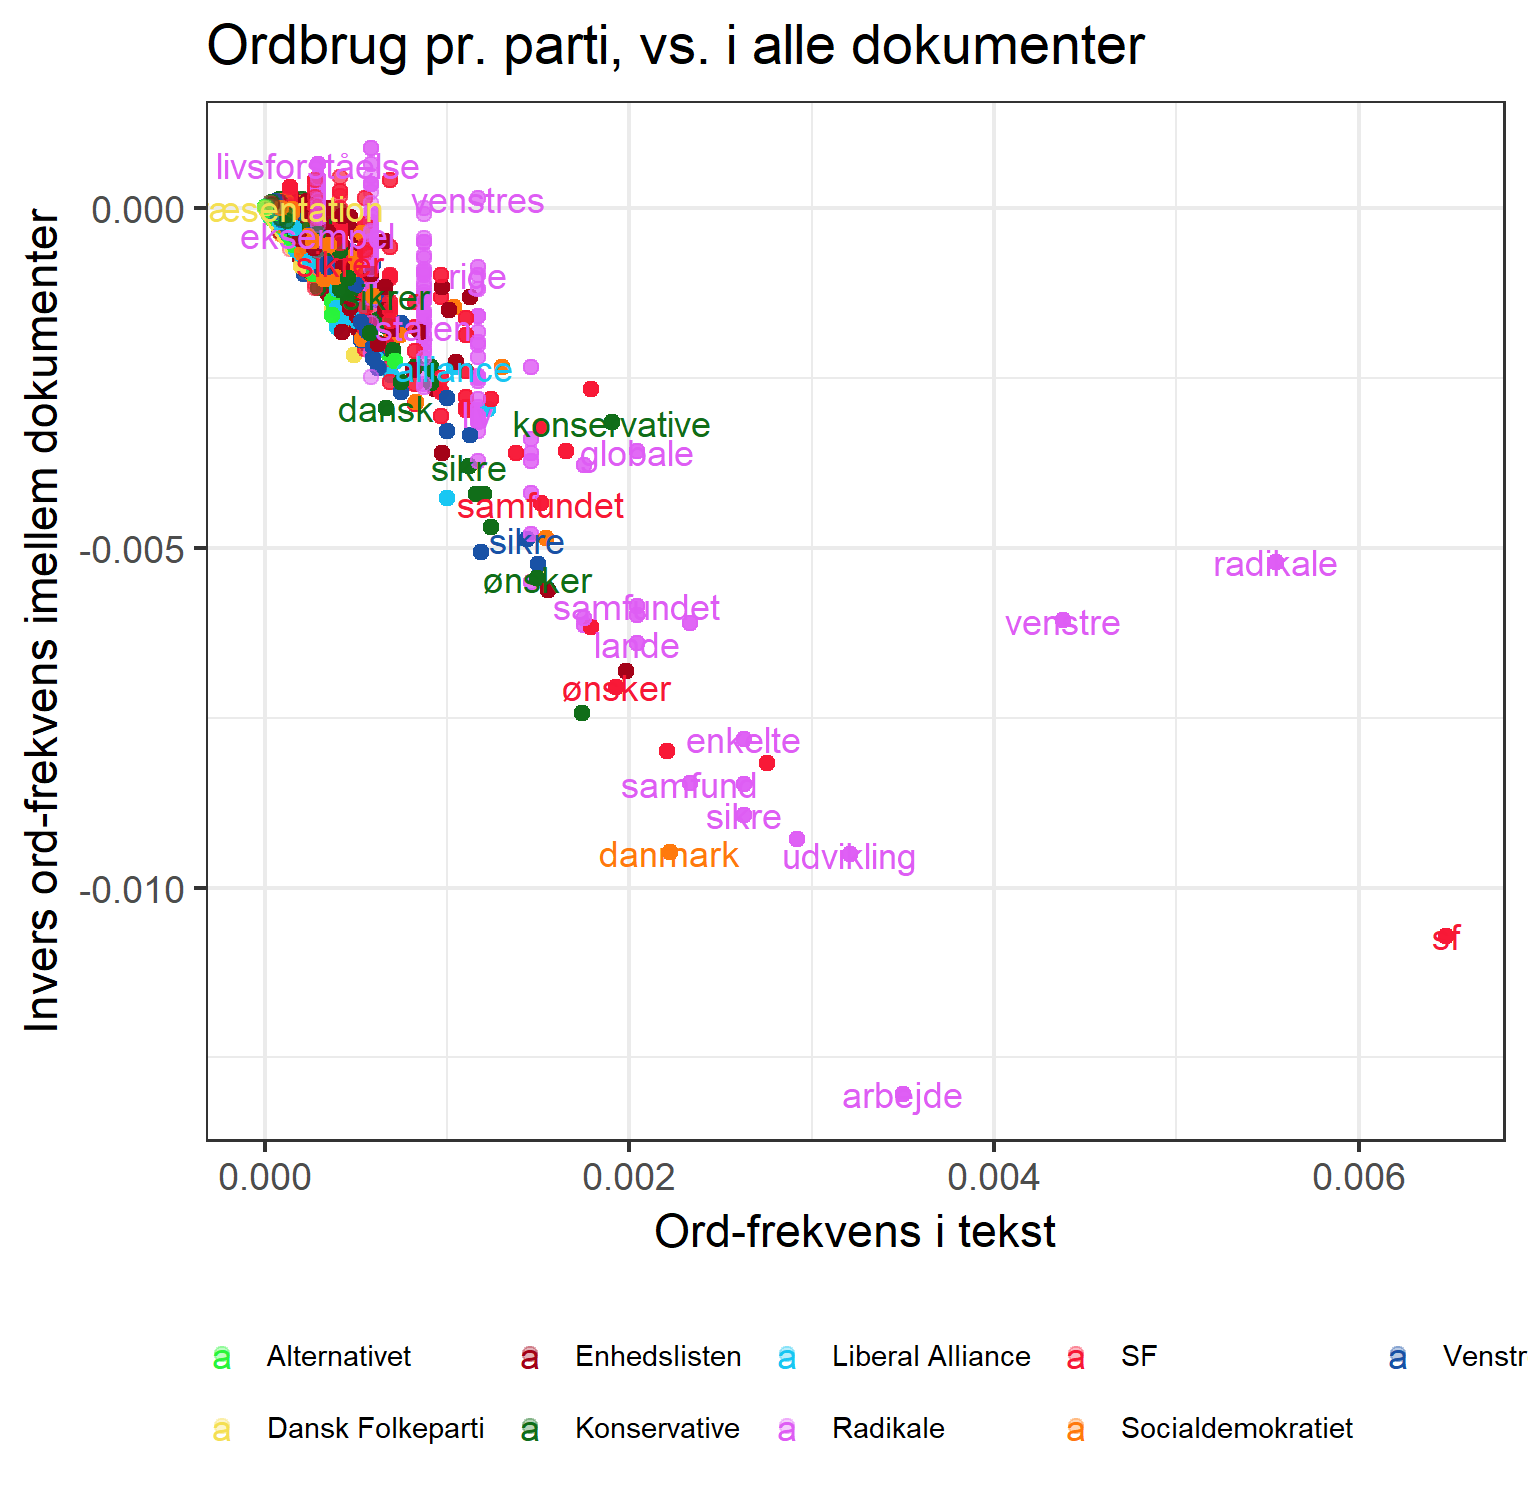 Ordbrug pr. parti, vs. i alle dokumenter
Invers ord-frekvens imellem dokumenter
0.000
-0.005
-0.010
livsforståelse
venstres
æsentation
eksempel
sikrer
sikrer
alliance
dansk
konservative
globale
sikre
samfundet
sikre
radikale
ønsker
samfundet
venstre
lande
ønsker
enkelte
samfund
sikre
danmark
udvikling
sf
arbejde
0.000 0.002 0.004 0.006
Ord-frekvens i tekst
a Alternativet a Enhedslisten a Liberal Alliance a SF a Venstr
a Dansk Folkeparti a Konservative a Radikale a Socialdemokratiet